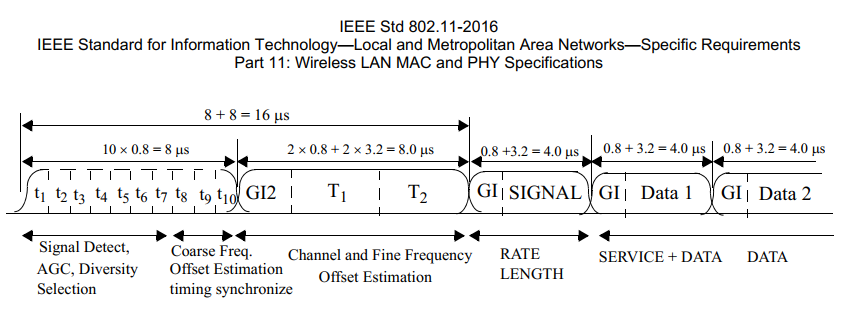 IEEE Std 802.11-2016
IEEE Standard for Information Technology—Local and Metropolitan Area Networks—Specific Requirements
Part 11: Wireless LAN MAC and PHY Specifications
8 + 8 = 16 μs
10 × 0.8 = 8 μs
2 × 0.8 + 2 × 3.2 = 8.0 μs
0.8 +3.2 = 4.0 μs
0.8 + 3.2 = 4.0 μs
0.8 + 3.2 = 4.0 μs
t1 t2 t3 t4 t5 t6 t7 t8 t9 t10 GI2 T1 T2 GI SIGNAL GI Data 1 GI Data 2
Signal Detect,
AGC, Diversity
Selection
Coarse Freq.
Offset Estimation
timing synchronize
Channel and Fine Frequency
Offset Estimation
RATE
LENGTH
SERVICE + DATA
DATA